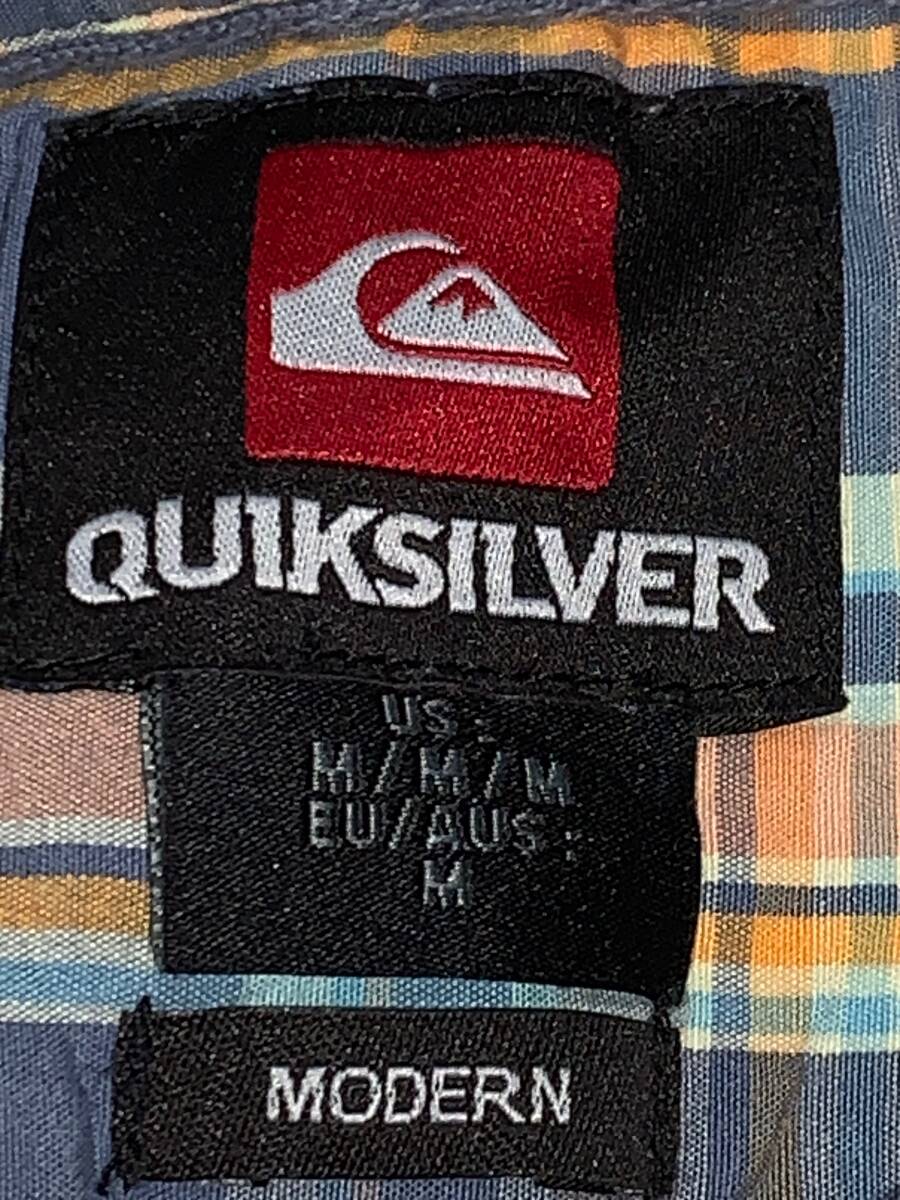 QUIKSILVER
US:
M/M/M
EU/AUS:
M
MODERN